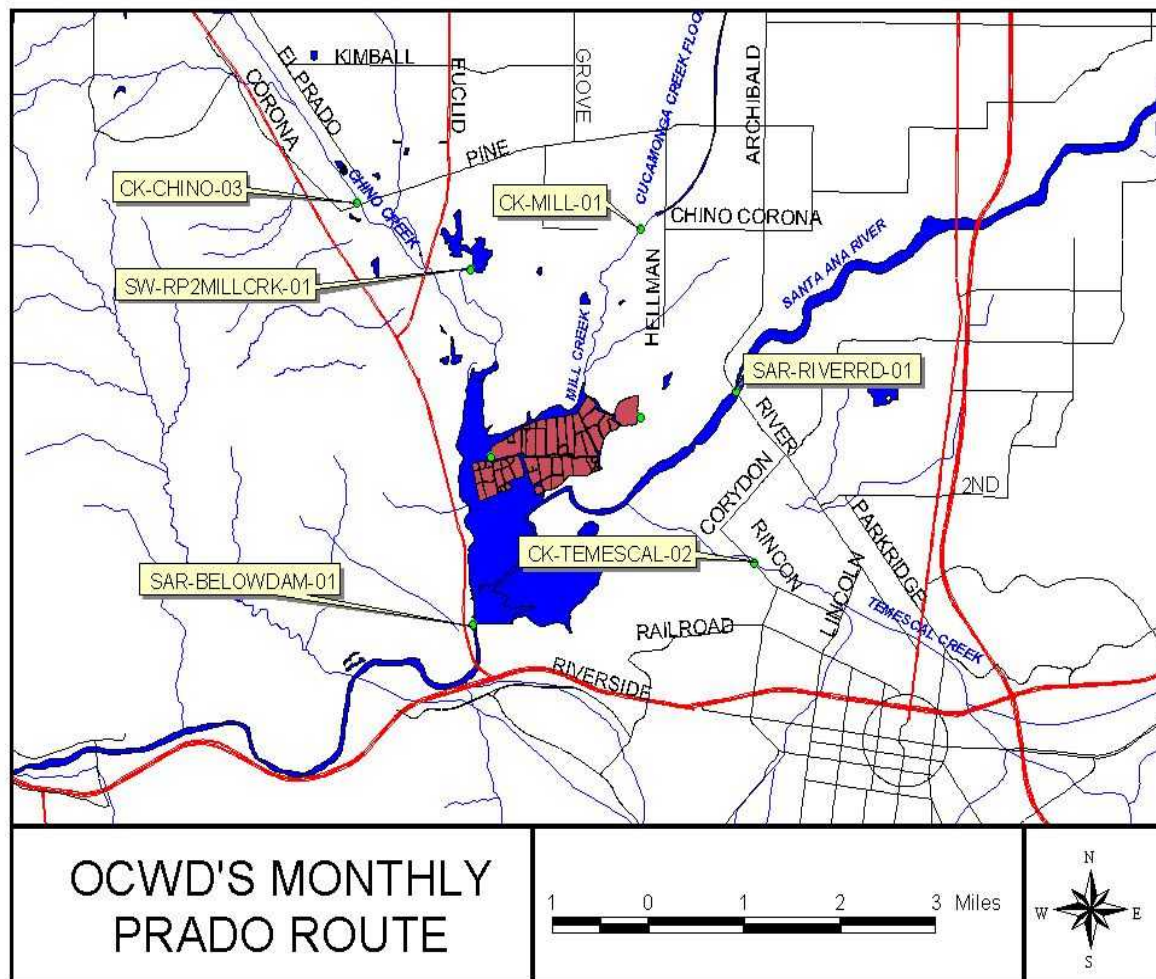 KIMBALL
EL PRADO
CORONA
EUCLID
GROVE
CUCAMONGA CREEK FLOO
ARCHIBALD
PINE
CHINO CREEK
CK-CHINO-03
CK-MILL-01
CHINO CORONA
SW-RP2MILLCRK-01
HELLMAN
SANTA ANA RIVER
MILL CREEK
SAR-RIVERRD-01
RIVER
CORYDON
2ND
PARKRIDGE
CK-TEMESCAL-02
RINCON
LINCOLN
SAR-BELOWDAM-01
RAILROAD
TEMESCAL CREEK
RIVERSIDE
OCWD'S MONTHLY
PRADO ROUTE
1 0 1 2 3 Miles
N
W E
S